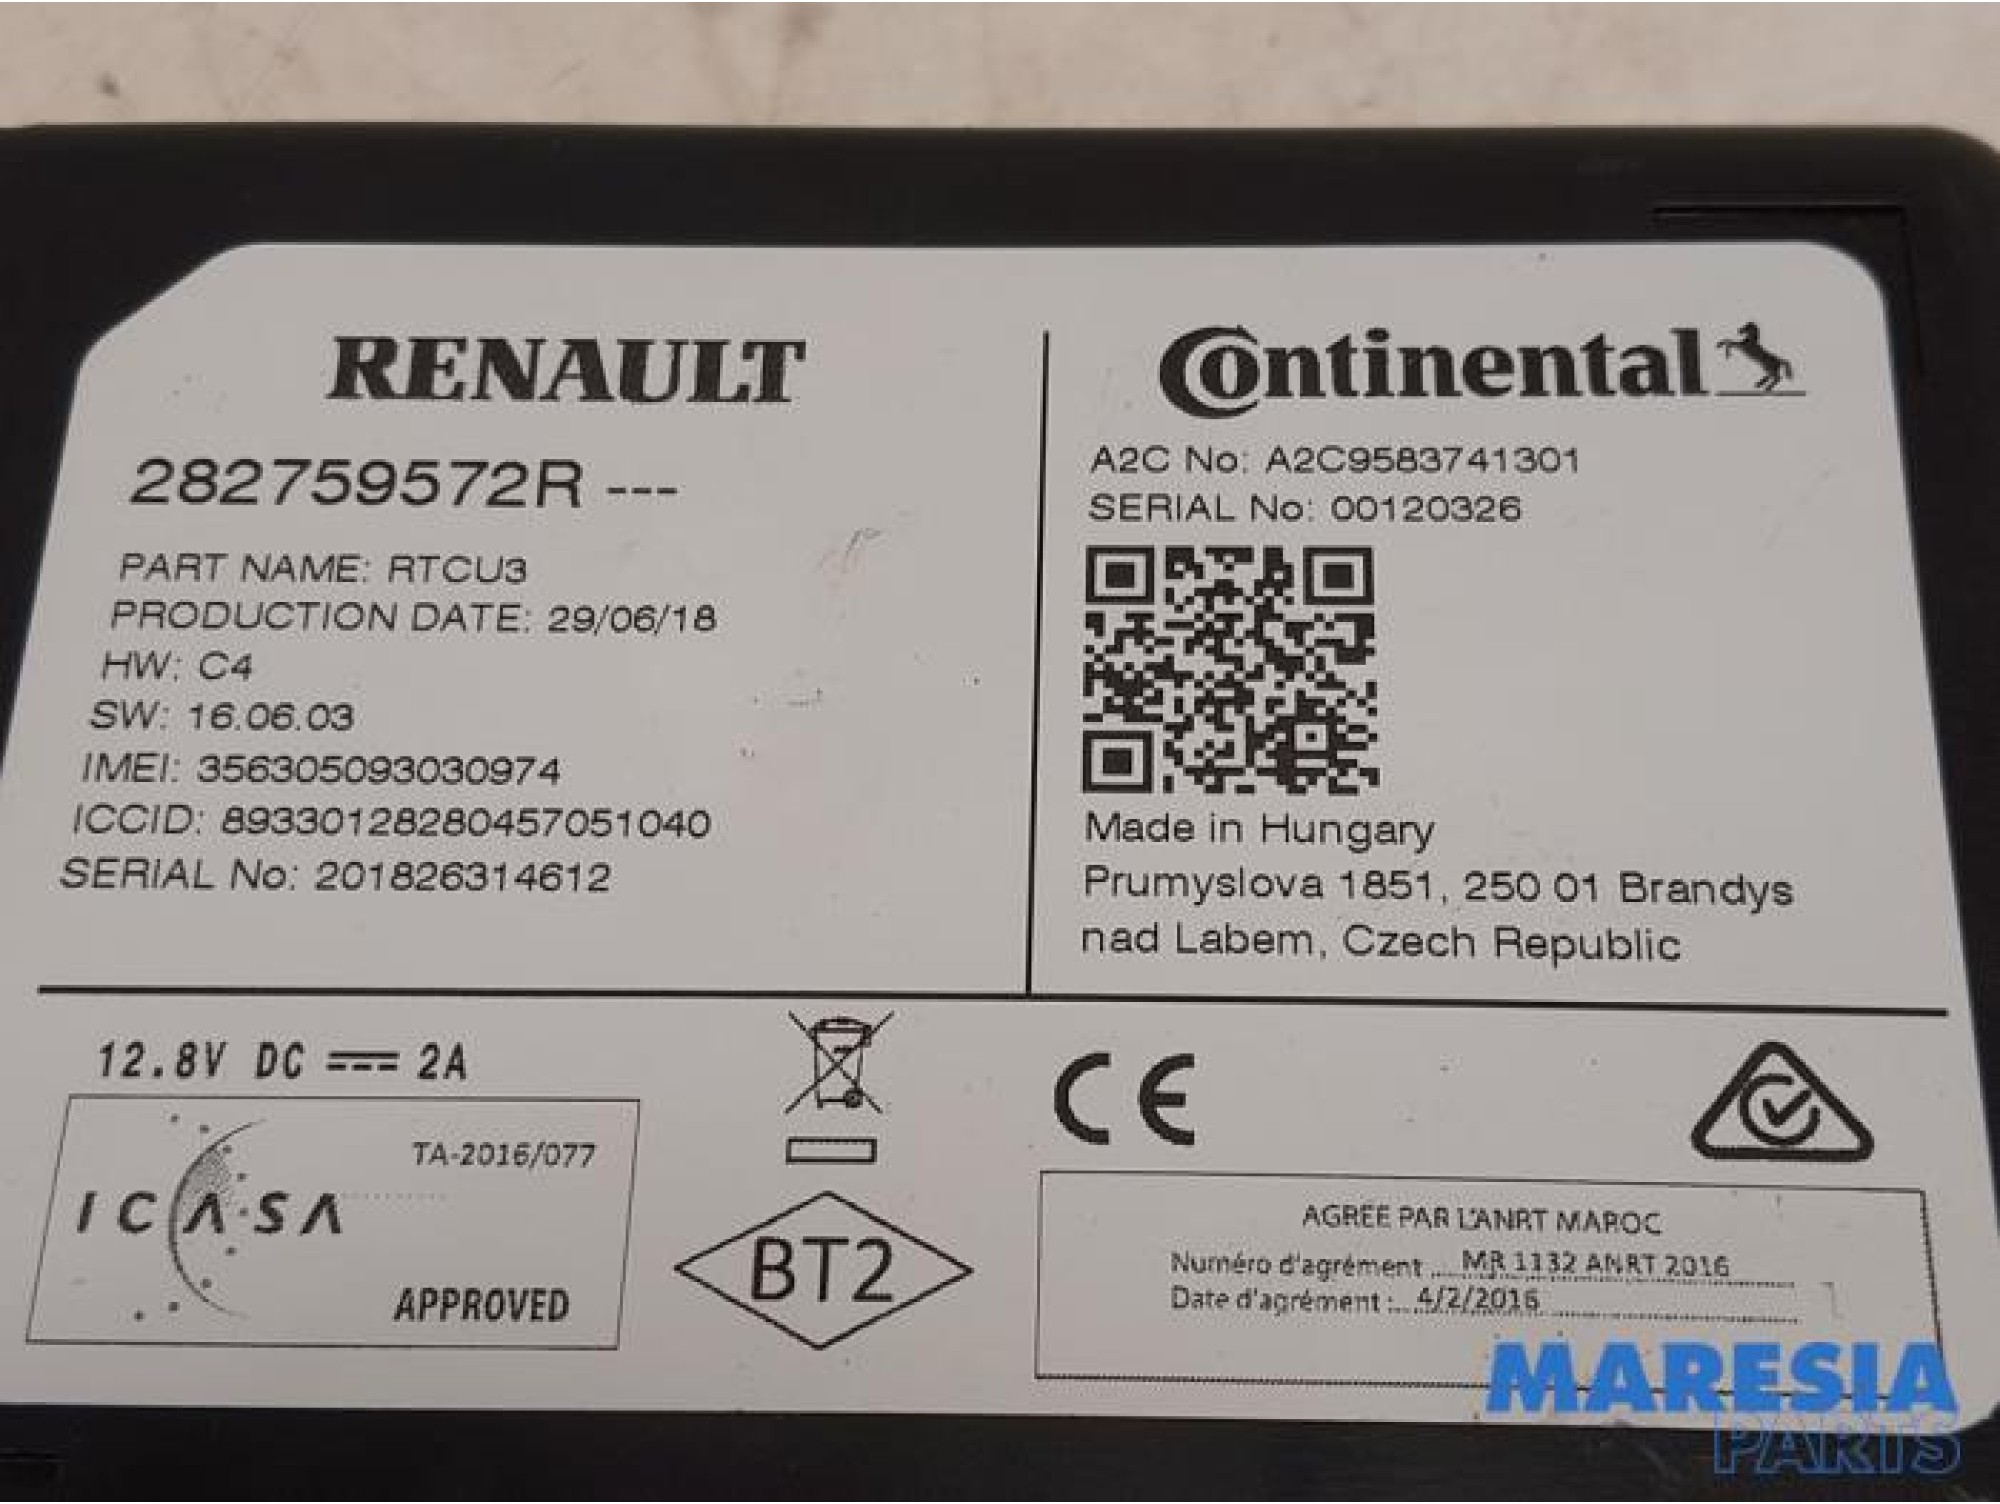 RENAULT
282759572R ---
PART NAME: RTCU3
PRODUCTION DATE: 29/06/18
HW: C4
SW: 16.06.03
IMEI: 356305093030974
ICCID: 89330128280457051040
SERIAL No: 201826314612
Continental
A2C No: A2C9583741301
SERIAL No: 00120326
Made in Hungary
Prumyslova 1851, 250 01 Brandys
nad Labem, Czech Republic
12.8V DC 2A
TA-2016/077
ICASA
APPROVED
BT2
CE
AGREE PAR L'ANRT MAROC
Numéro d'agrément ... MR 1132 ANRT 2016
Date d'agrément : ... 4/2/2016
MARESIA
PARTS